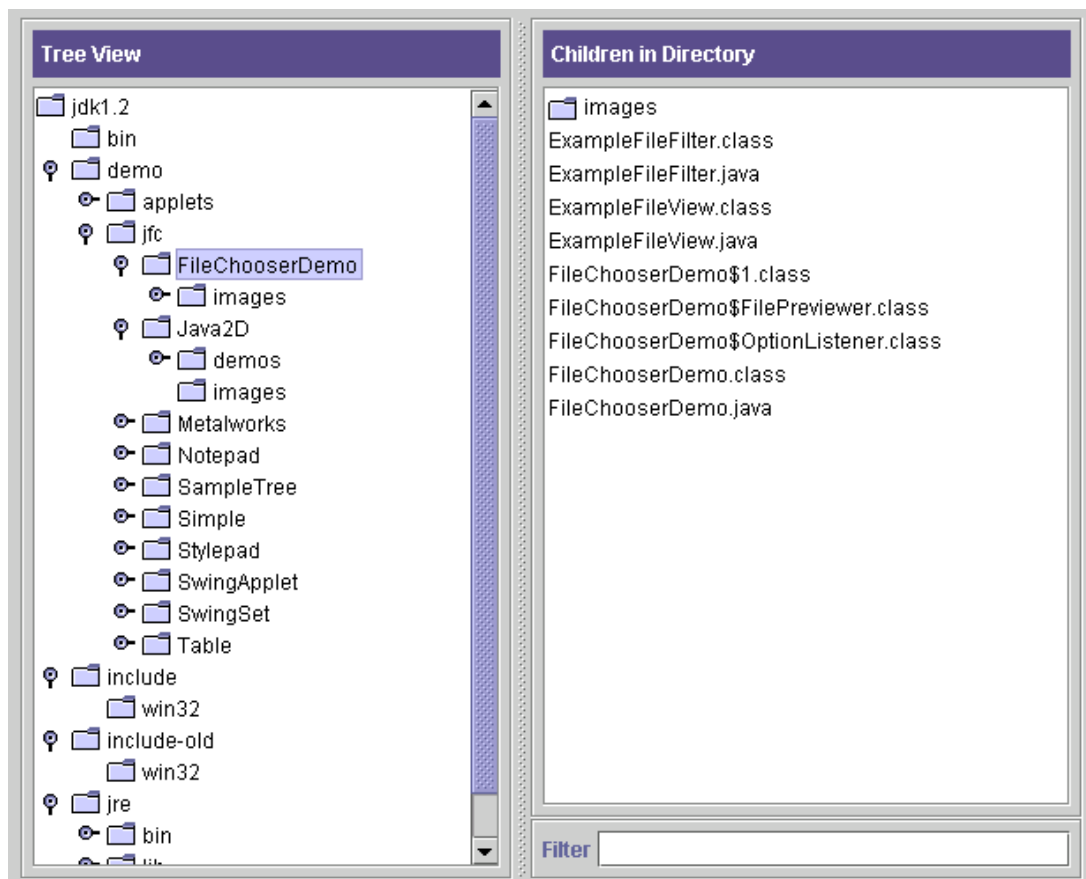 Tree View
jdk1.2
bin
demo
applets
jfc
FileChooserDemo
images
Java2D
demos
images
Metalworks
Notepad
SampleTree
Simple
Stylepad
SwingApplet
SwingSet
Table
include
win32
include-old
win32
jre
bin
Children in Directory
images
ExampleFileFilter.class
ExampleFileFilter.java
ExampleFileView.class
ExampleFileView.java
FileChooserDemo$1.class
FileChooserDemo$FilePreviewer.class
FileChooserDemo$OptionListener.class
FileChooserDemo.class
FileChooserDemo.java
Filter